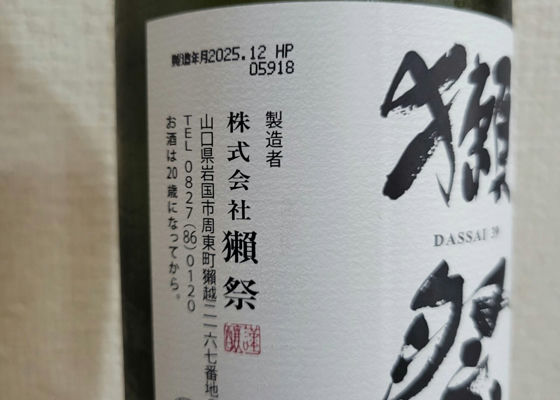 製造年月2025.12 HP
05918
獺祭
DASSAI 39
製造者
株式会社獺祭
謹醸
山口県岩国市周東町獺越二一六七番地
TEL 0827(86)0120
お酒は20歳になってから。